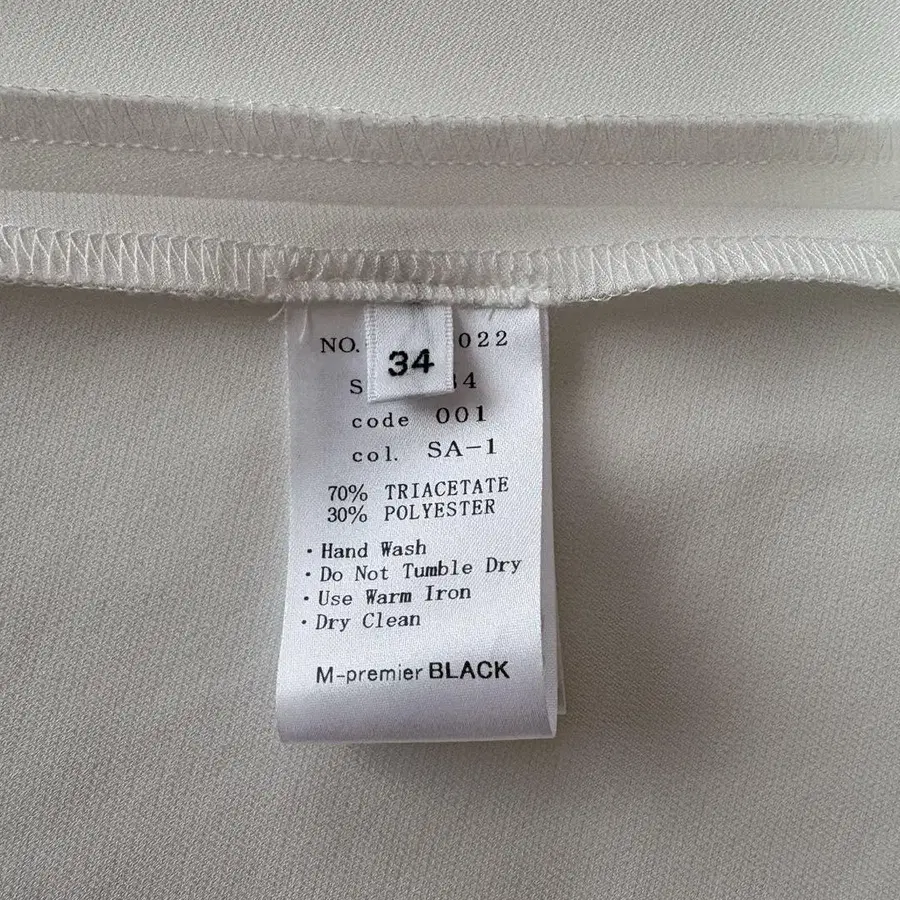 NO. 022
34
S 34
code 001
col. SA-1
70% TRIACETATE
30% POLYESTER
・Hand Wash
・Do Not Tumble Dry
・Use Warm Iron
・Dry Clean
M-premier BLACK